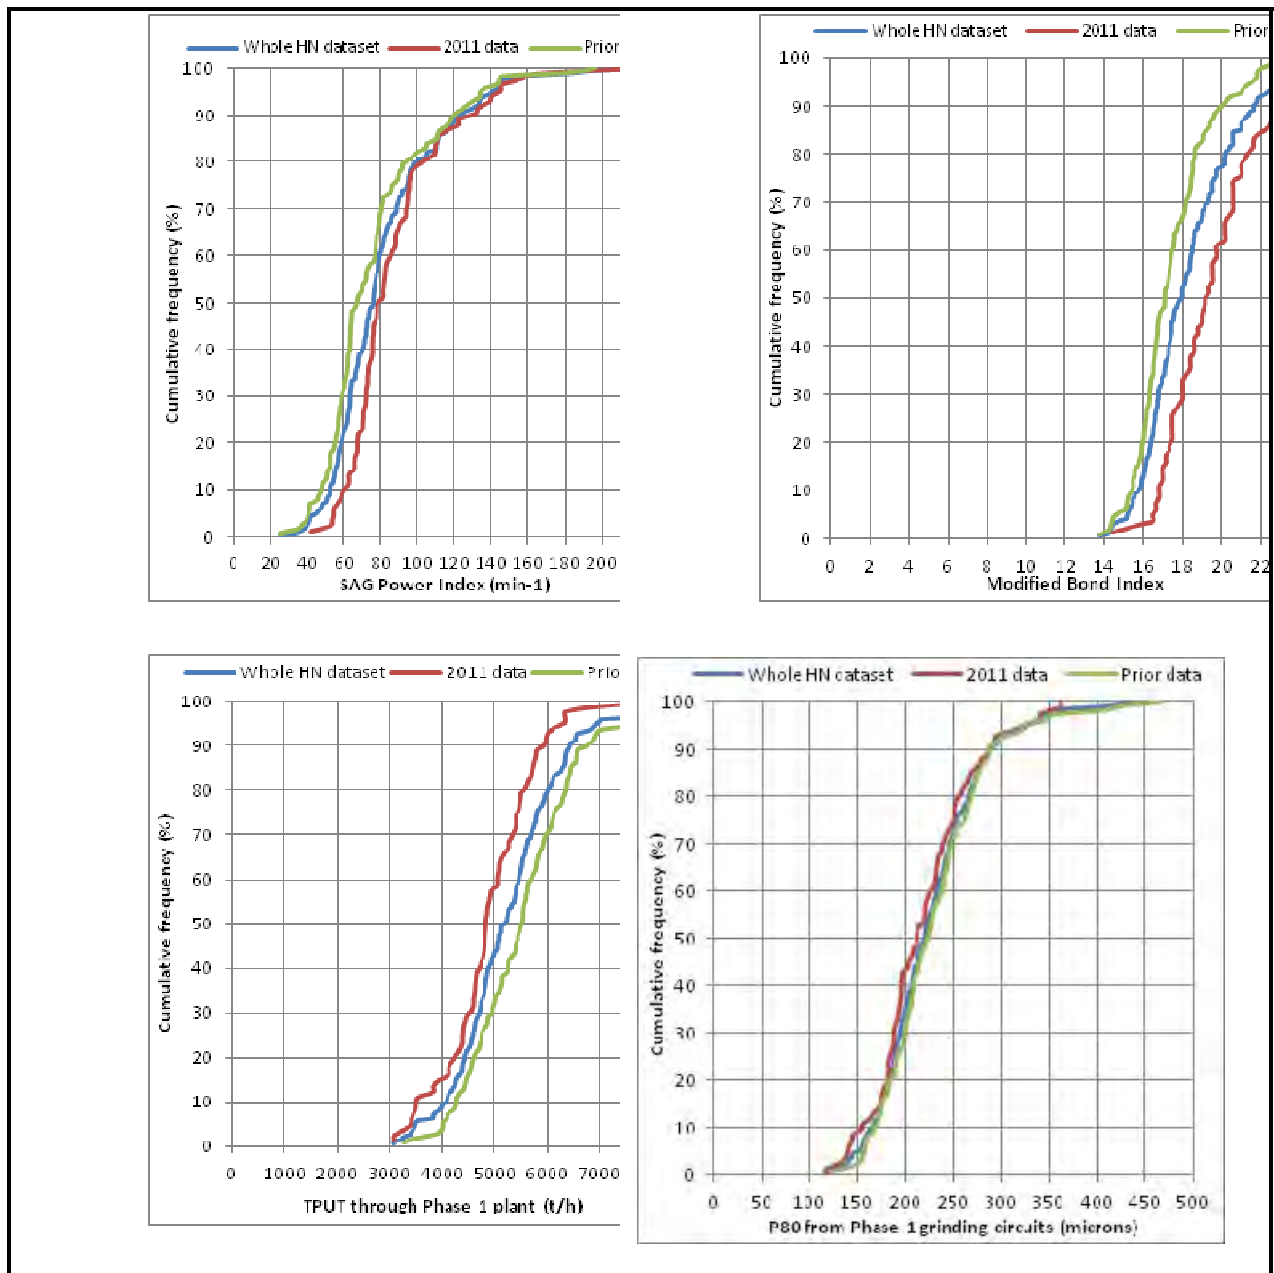 Whole HN dataset 2011 data Prior
100
90
80
70
60
50
40
30
20
10
0
Cumulative frequency (%)
0 20 40 60 80 100 120 140 160 180 200
SAG Power Index (min-1)
Whole HN dataset 2011 data Prior
100
90
80
70
60
50
40
30
20
10
0
Cumulative frequency (%)
0 2 4 6 8 10 12 14 16 18 20 22
Modified Bond Index
Whole HN dataset 2011 data Prio
100
90
80
70
60
50
40
30
20
10
0
Cumulative frequency (%)
0 1000 2000 3000 4000 5000 6000 7000
TPUT through Phase 1 plant (t/h)
Whole HN dataset 2011 data Prior data
100
90
80
70
60
50
40
30
20
10
0
Cumulative frequency (%)
0 50 100 150 200 250 300 350 400 450 500
P80 from Phase 1 grinding circuits (microns)